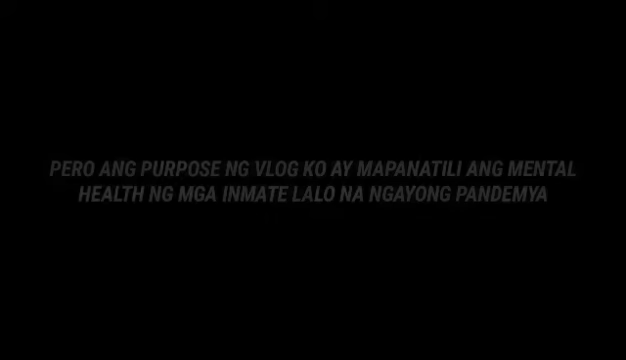 PERO ANG PURPOSE NG VLOG KO AY MAPANATILI ANG MENTAL
HEALTH NG MGA INMATE LALO NA NGAYONG PANDEMYA